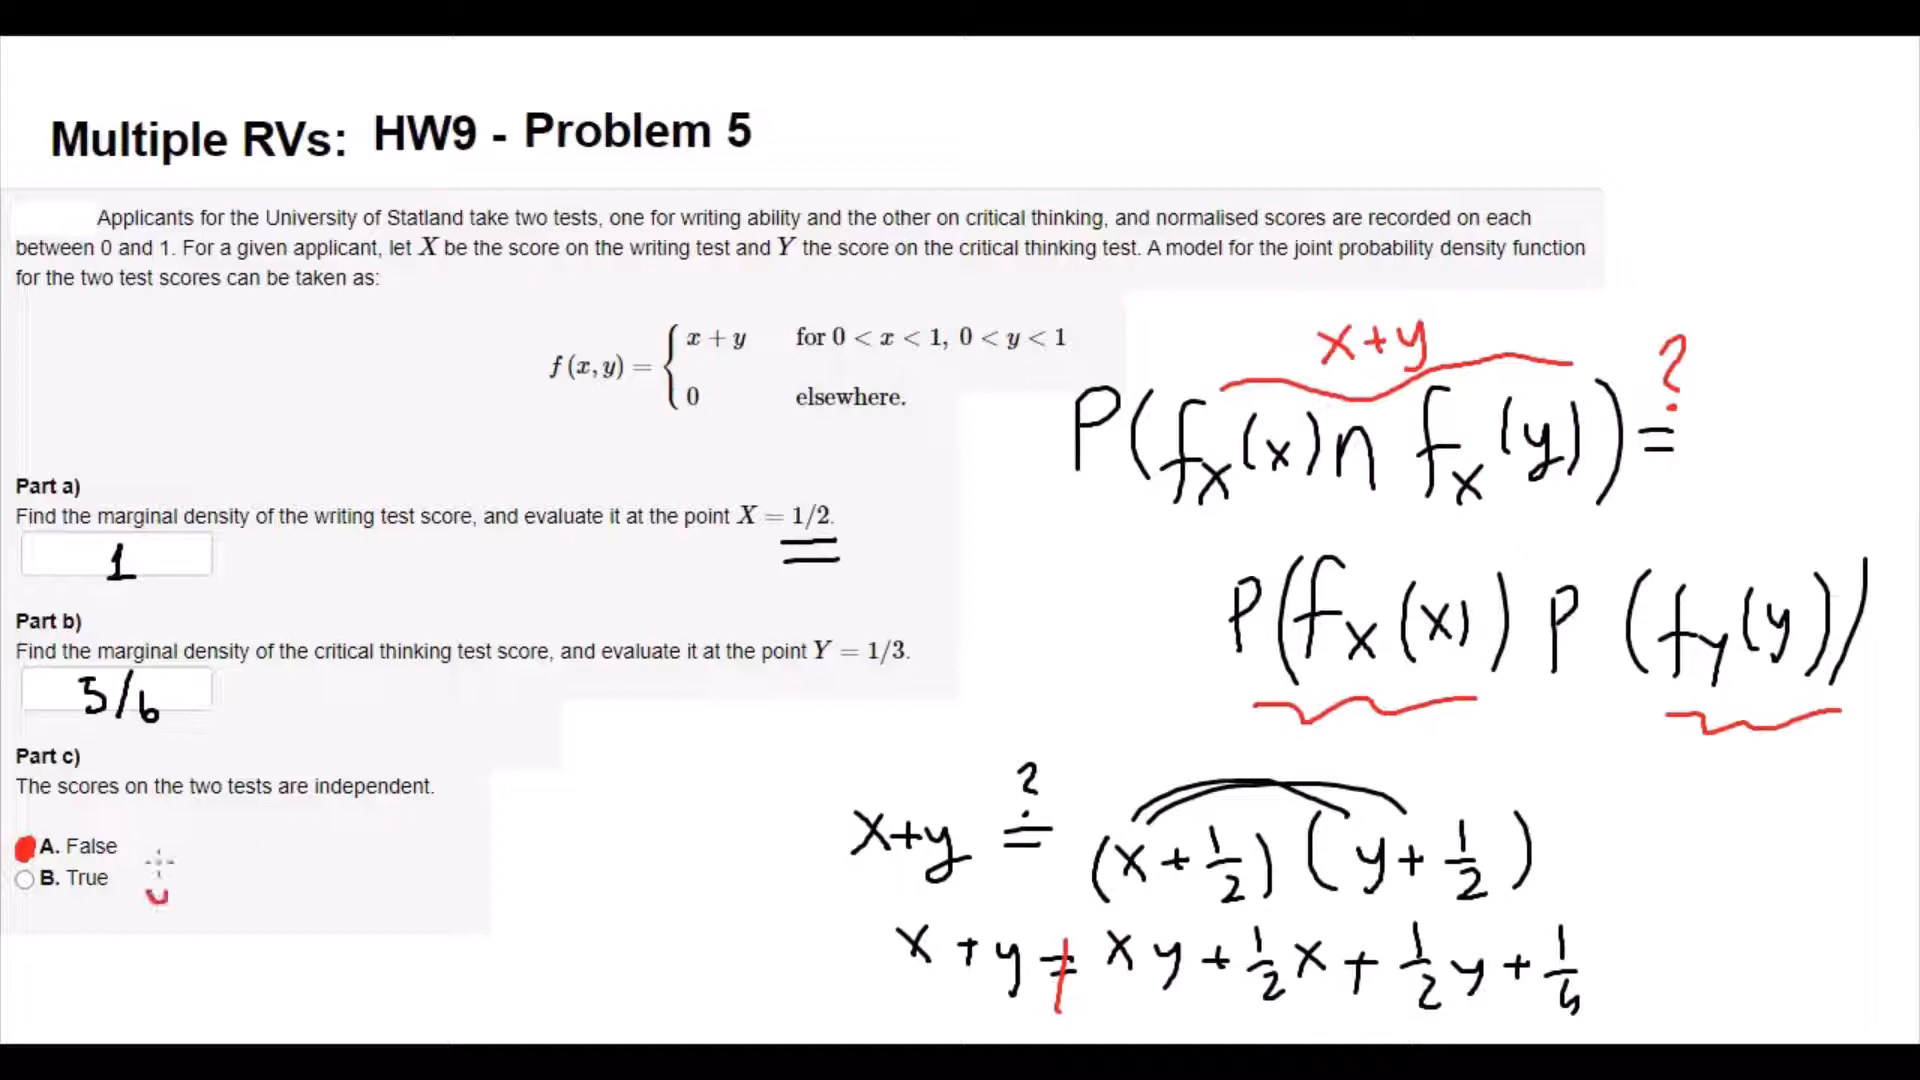 Multiple RVs: HW9 - Problem 5
Applicants for the University of Statland take two tests, one for writing ability and the other on critical thinking, and normalised scores are recorded on each
between 0 and 1. For a given applicant, let X be the score on the writing test and Y the score on the critical thinking test. A model for the joint probability density function
for the two test scores can be taken as:
f (x, y) = { x + y for 0 < x < 1, 0 < y < 1
0 elsewhere.
Part a)
Find the marginal density of the writing test score, and evaluate it at the point X = 1/2.
1
Part b)
Find the marginal density of the critical thinking test score, and evaluate it at the point Y = 1/3.
5/6
Part c)
The scores on the two tests are independent.
A. False
B. True
x+y
?
P(f_x(x) ∩ f_x(y)) =
P(f_x(x)) P(f_y(y))
?
x+y = (x + 1/2)(y + 1/2)
x + y ≠ xy + 1/2 x + 1/2 y + 1/4